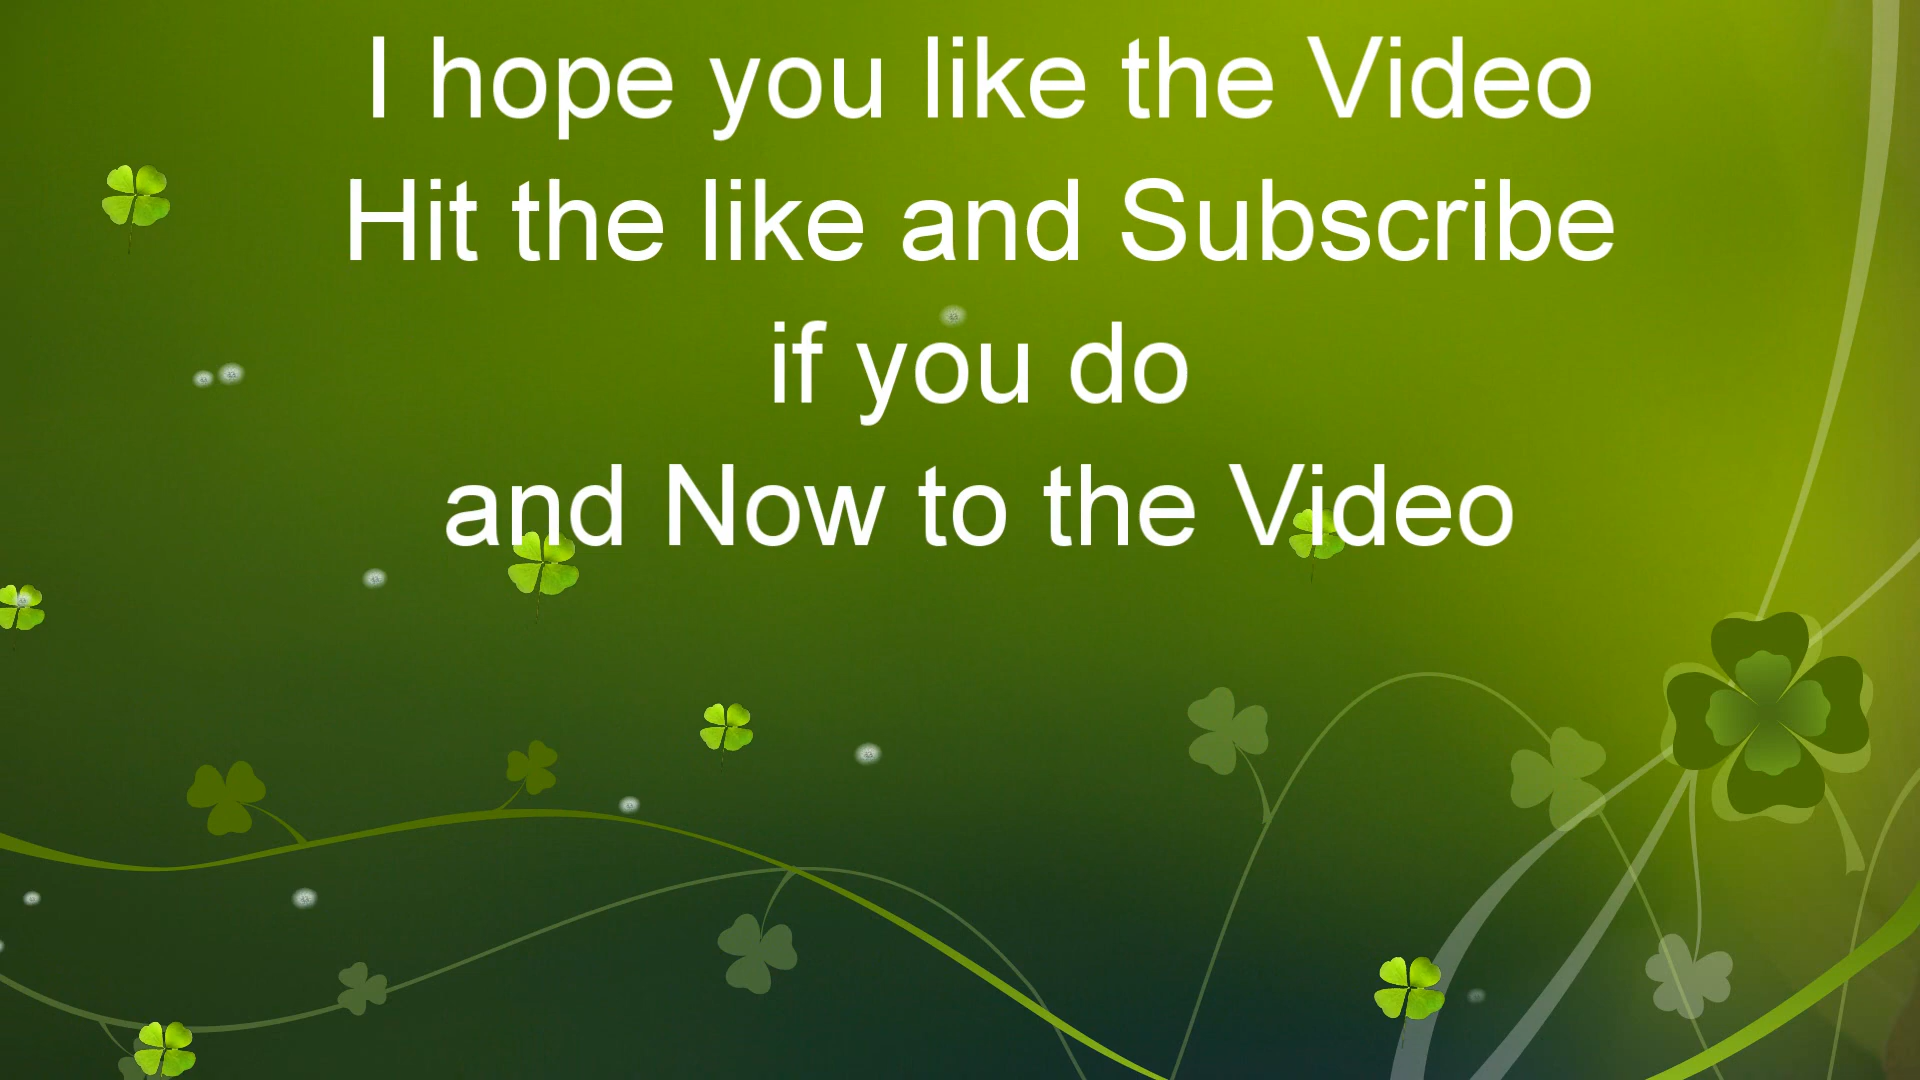 I hope you like the Video
Hit the like and Subscribe
if you do
and Now to the Video